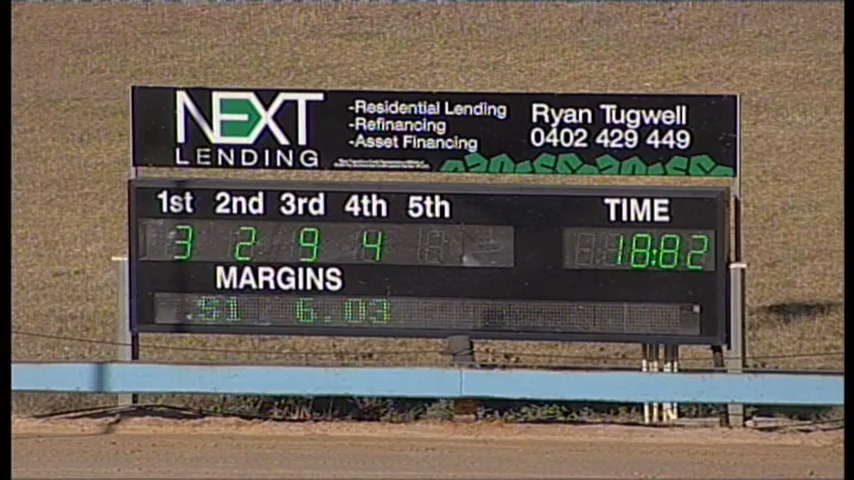 NEXT
LENDING
-Residential Lending
-Refinancing
-Asset Financing
Ryan Tugwell
0402 429 449
1st 2nd 3rd 4th 5th TIME
3 2 9 4 18:82
MARGINS
51 6.03